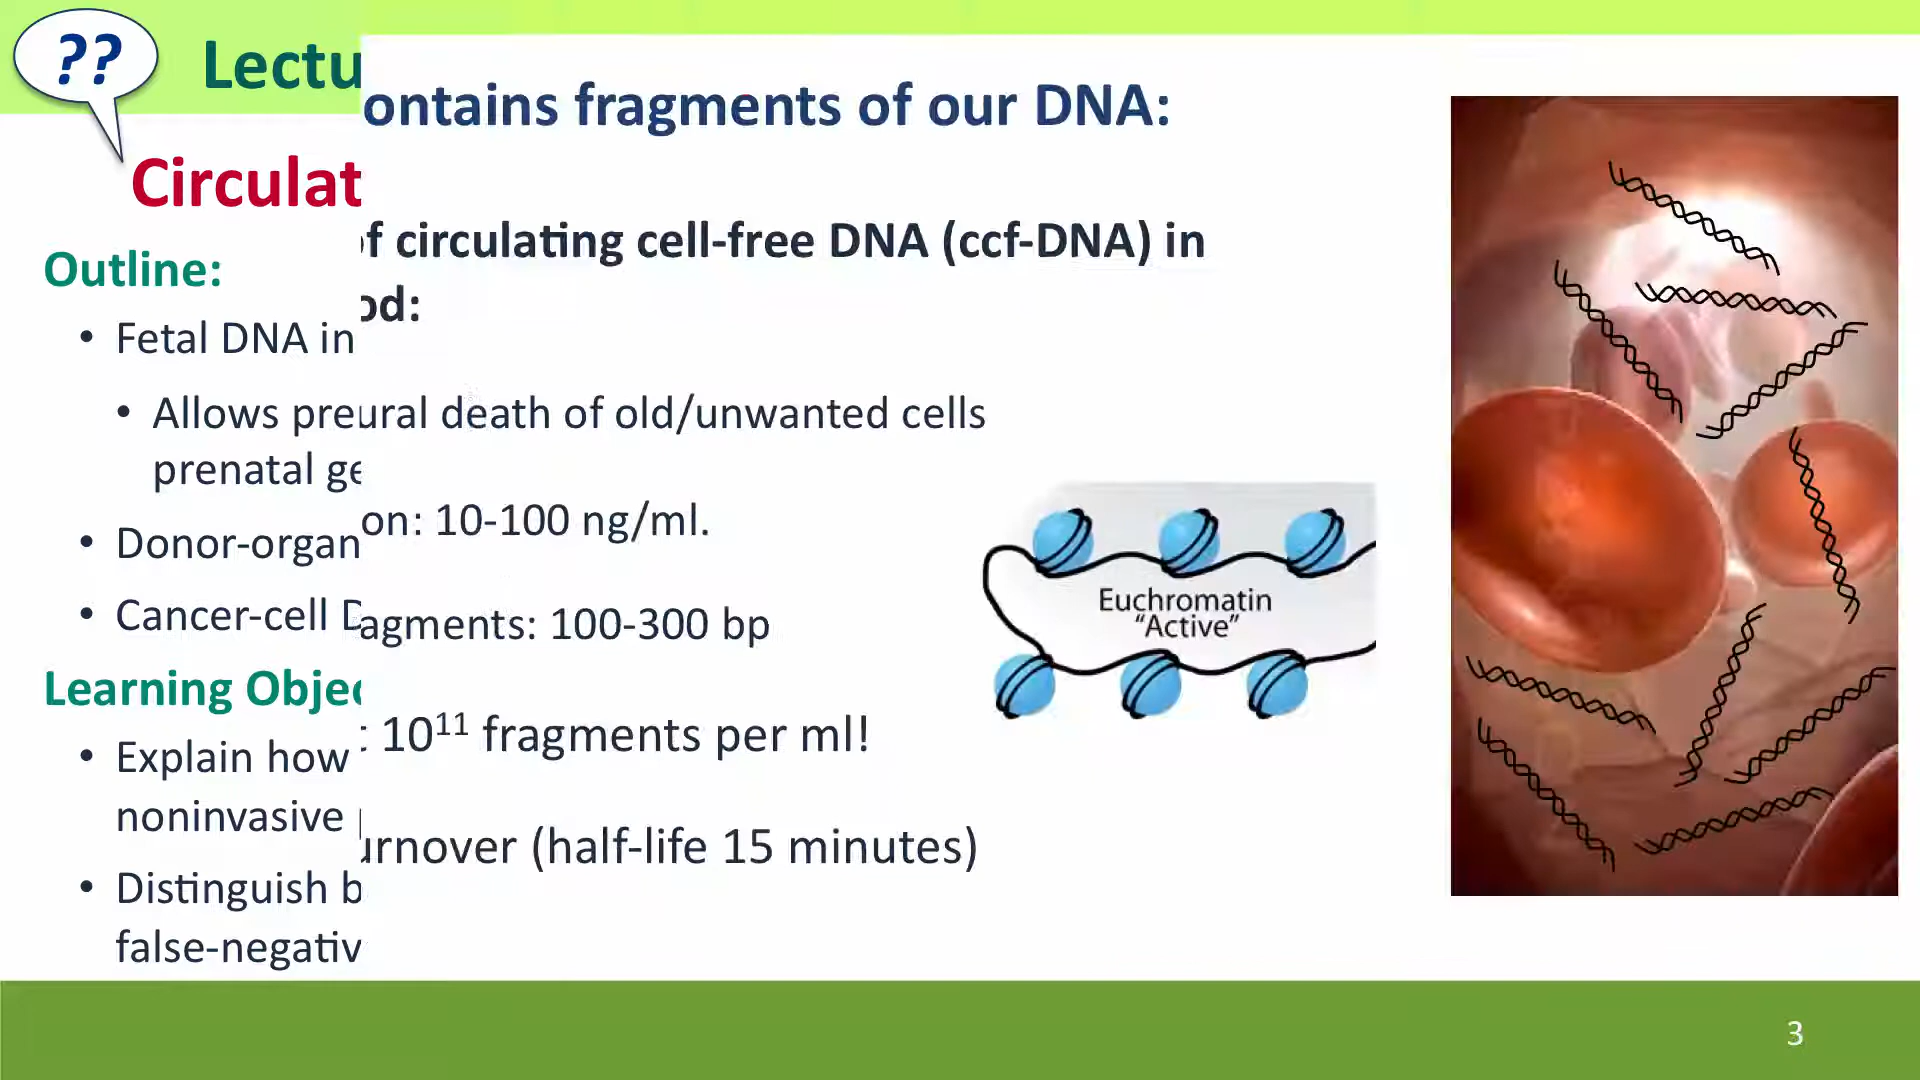 ??
Lectu
ontains fragments of our DNA:
Circulat
f circulating cell-free DNA (ccf-DNA) in
od:
Outline:
• Fetal DNA in
• Allows pre
prenatal ge
ural death of old/unwanted cells
on: 10-100 ng/ml.
• Donor-organ
• Cancer-cell D
agments: 100-300 bp
Euchromatin
“Active”
Learning Objec
: 10¹¹ fragments per ml!
• Explain how
noninvasive
urnover (half-life 15 minutes)
• Distinguish b
false-negativ
3